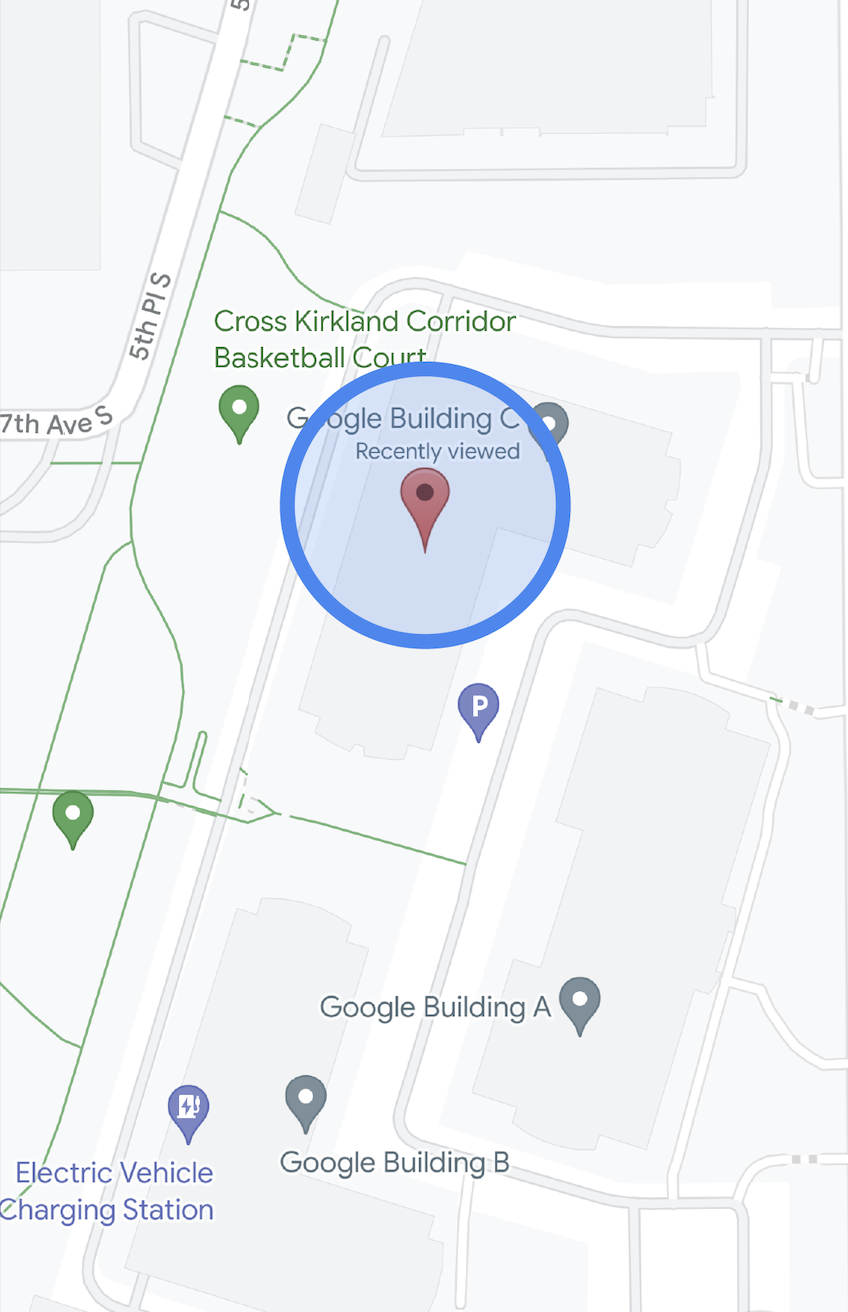 5th Pl S
Cross Kirkland Corridor
Basketball Court
7th Ave S
Google Building C
Recently viewed
P
Google Building A
Google Building B
Electric Vehicle
Charging Station